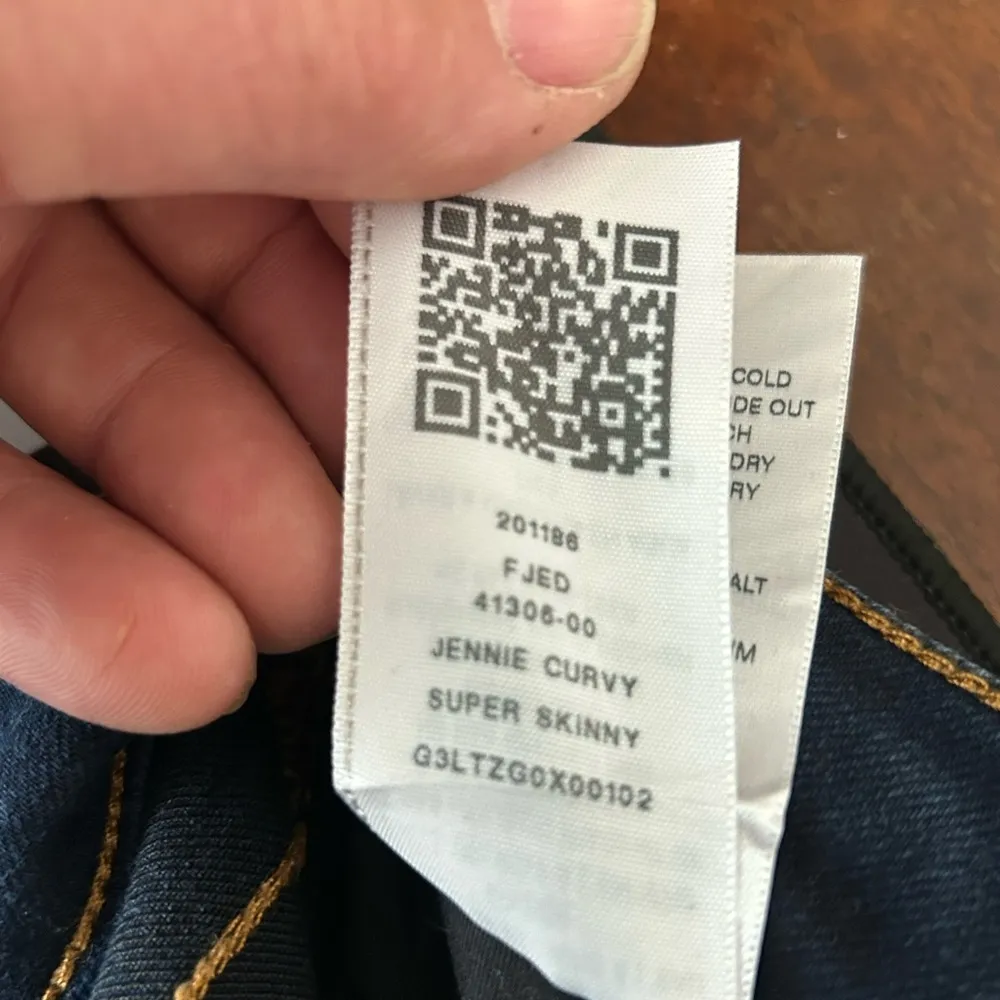 201186
FJED
41306-00
JENNIE CURVY
SUPER SKINNY
G3LTZG0X00102
COLD
DE OUT
CH
DRY
RY
ALT
M